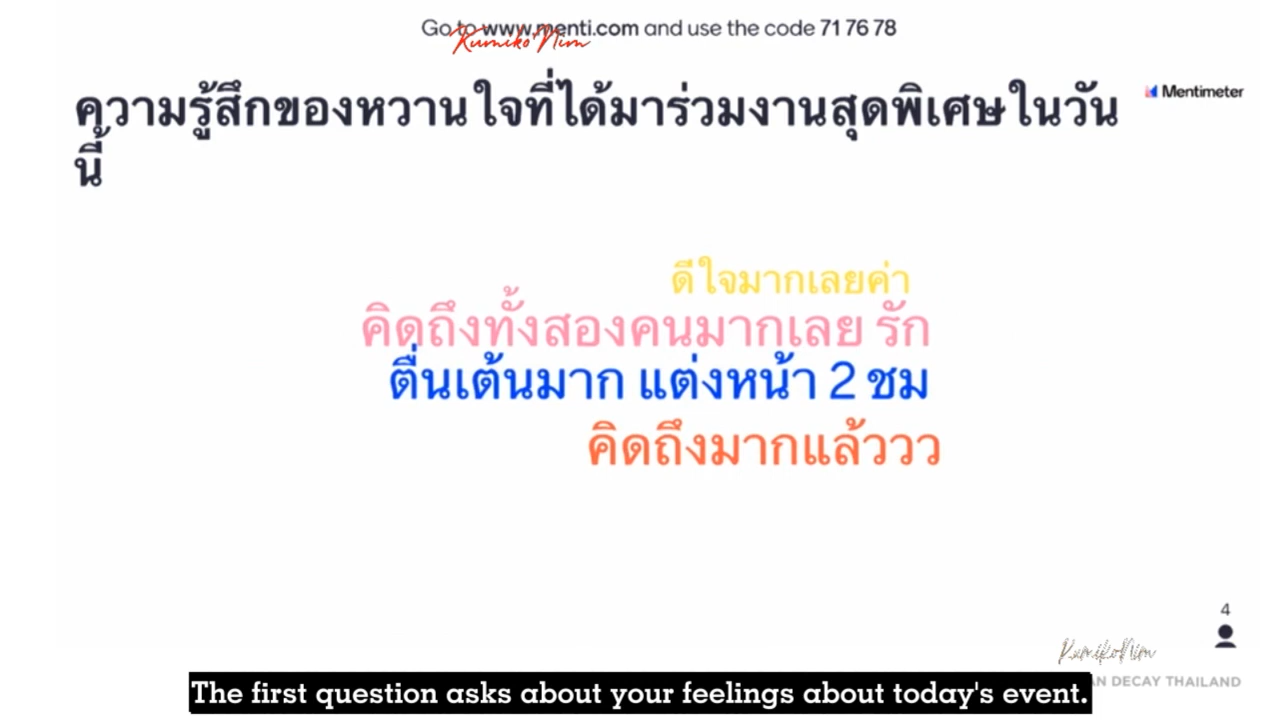 Go to www.menti.com and use the code 71 76 78
Kumiko Nim
Mentimeter
ความรู้สึกของหวานใจที่ได้มาร่วมงานสุดพิเศษในวัน
นี้
ดีใจมากเลยค่า
คิดถึงทั้งสองคนมากเลย รัก
ตื่นเต้นมาก แต่งหน้า 2 ชม
คิดถึงมากแล้ววว
4
KumikoNim
AN DECAY THAILAND
The first question asks about your feelings about today's event.